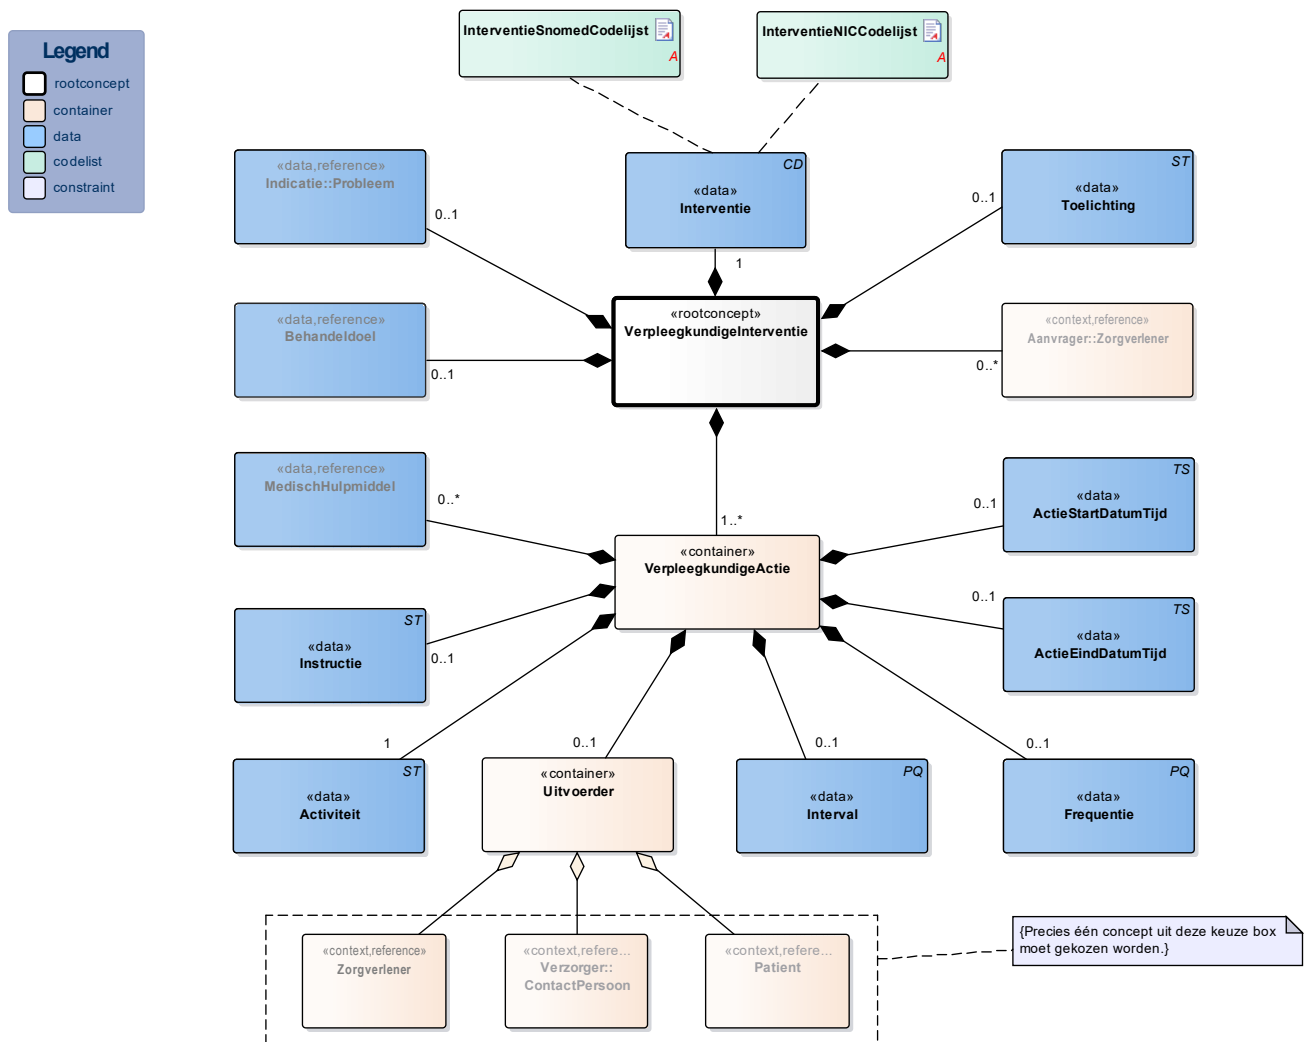 InterventieSnomedCodelijst
A
InterventieNICCodelijst
A
Legend
rootconcept
container
data
codelist
constraint
«data,reference»
Indicatie::Probleem
0..1
CD
«data»
Interventie
1
ST
«data»
Toelichting
0..1
«rootconcept»
VerpleegkundigeInterventie
«data,reference»
Behandeldoel
0..1
«context,reference»
Aanvrager::Zorgverlener
0..*
«data,reference»
MedischHulpmiddel
0..*
1..*
TS
«data»
ActieStartDatumTijd
0..1
«container»
VerpleegkundigeActie
ST
«data»
Instructie
0..1
TS
«data»
ActieEindDatumTijd
0..1
1
0..1
0..1
0..1
ST
«data»
Activiteit
«container»
Uitvoerder
PQ
«data»
Interval
PQ
«data»
Frequentie
«context,reference»
Zorgverlener
«context,refere...
Verzorger::
ContactPersoon
«context,refere...
Patient
{Precies één concept uit deze keuze box
moet gekozen worden.}